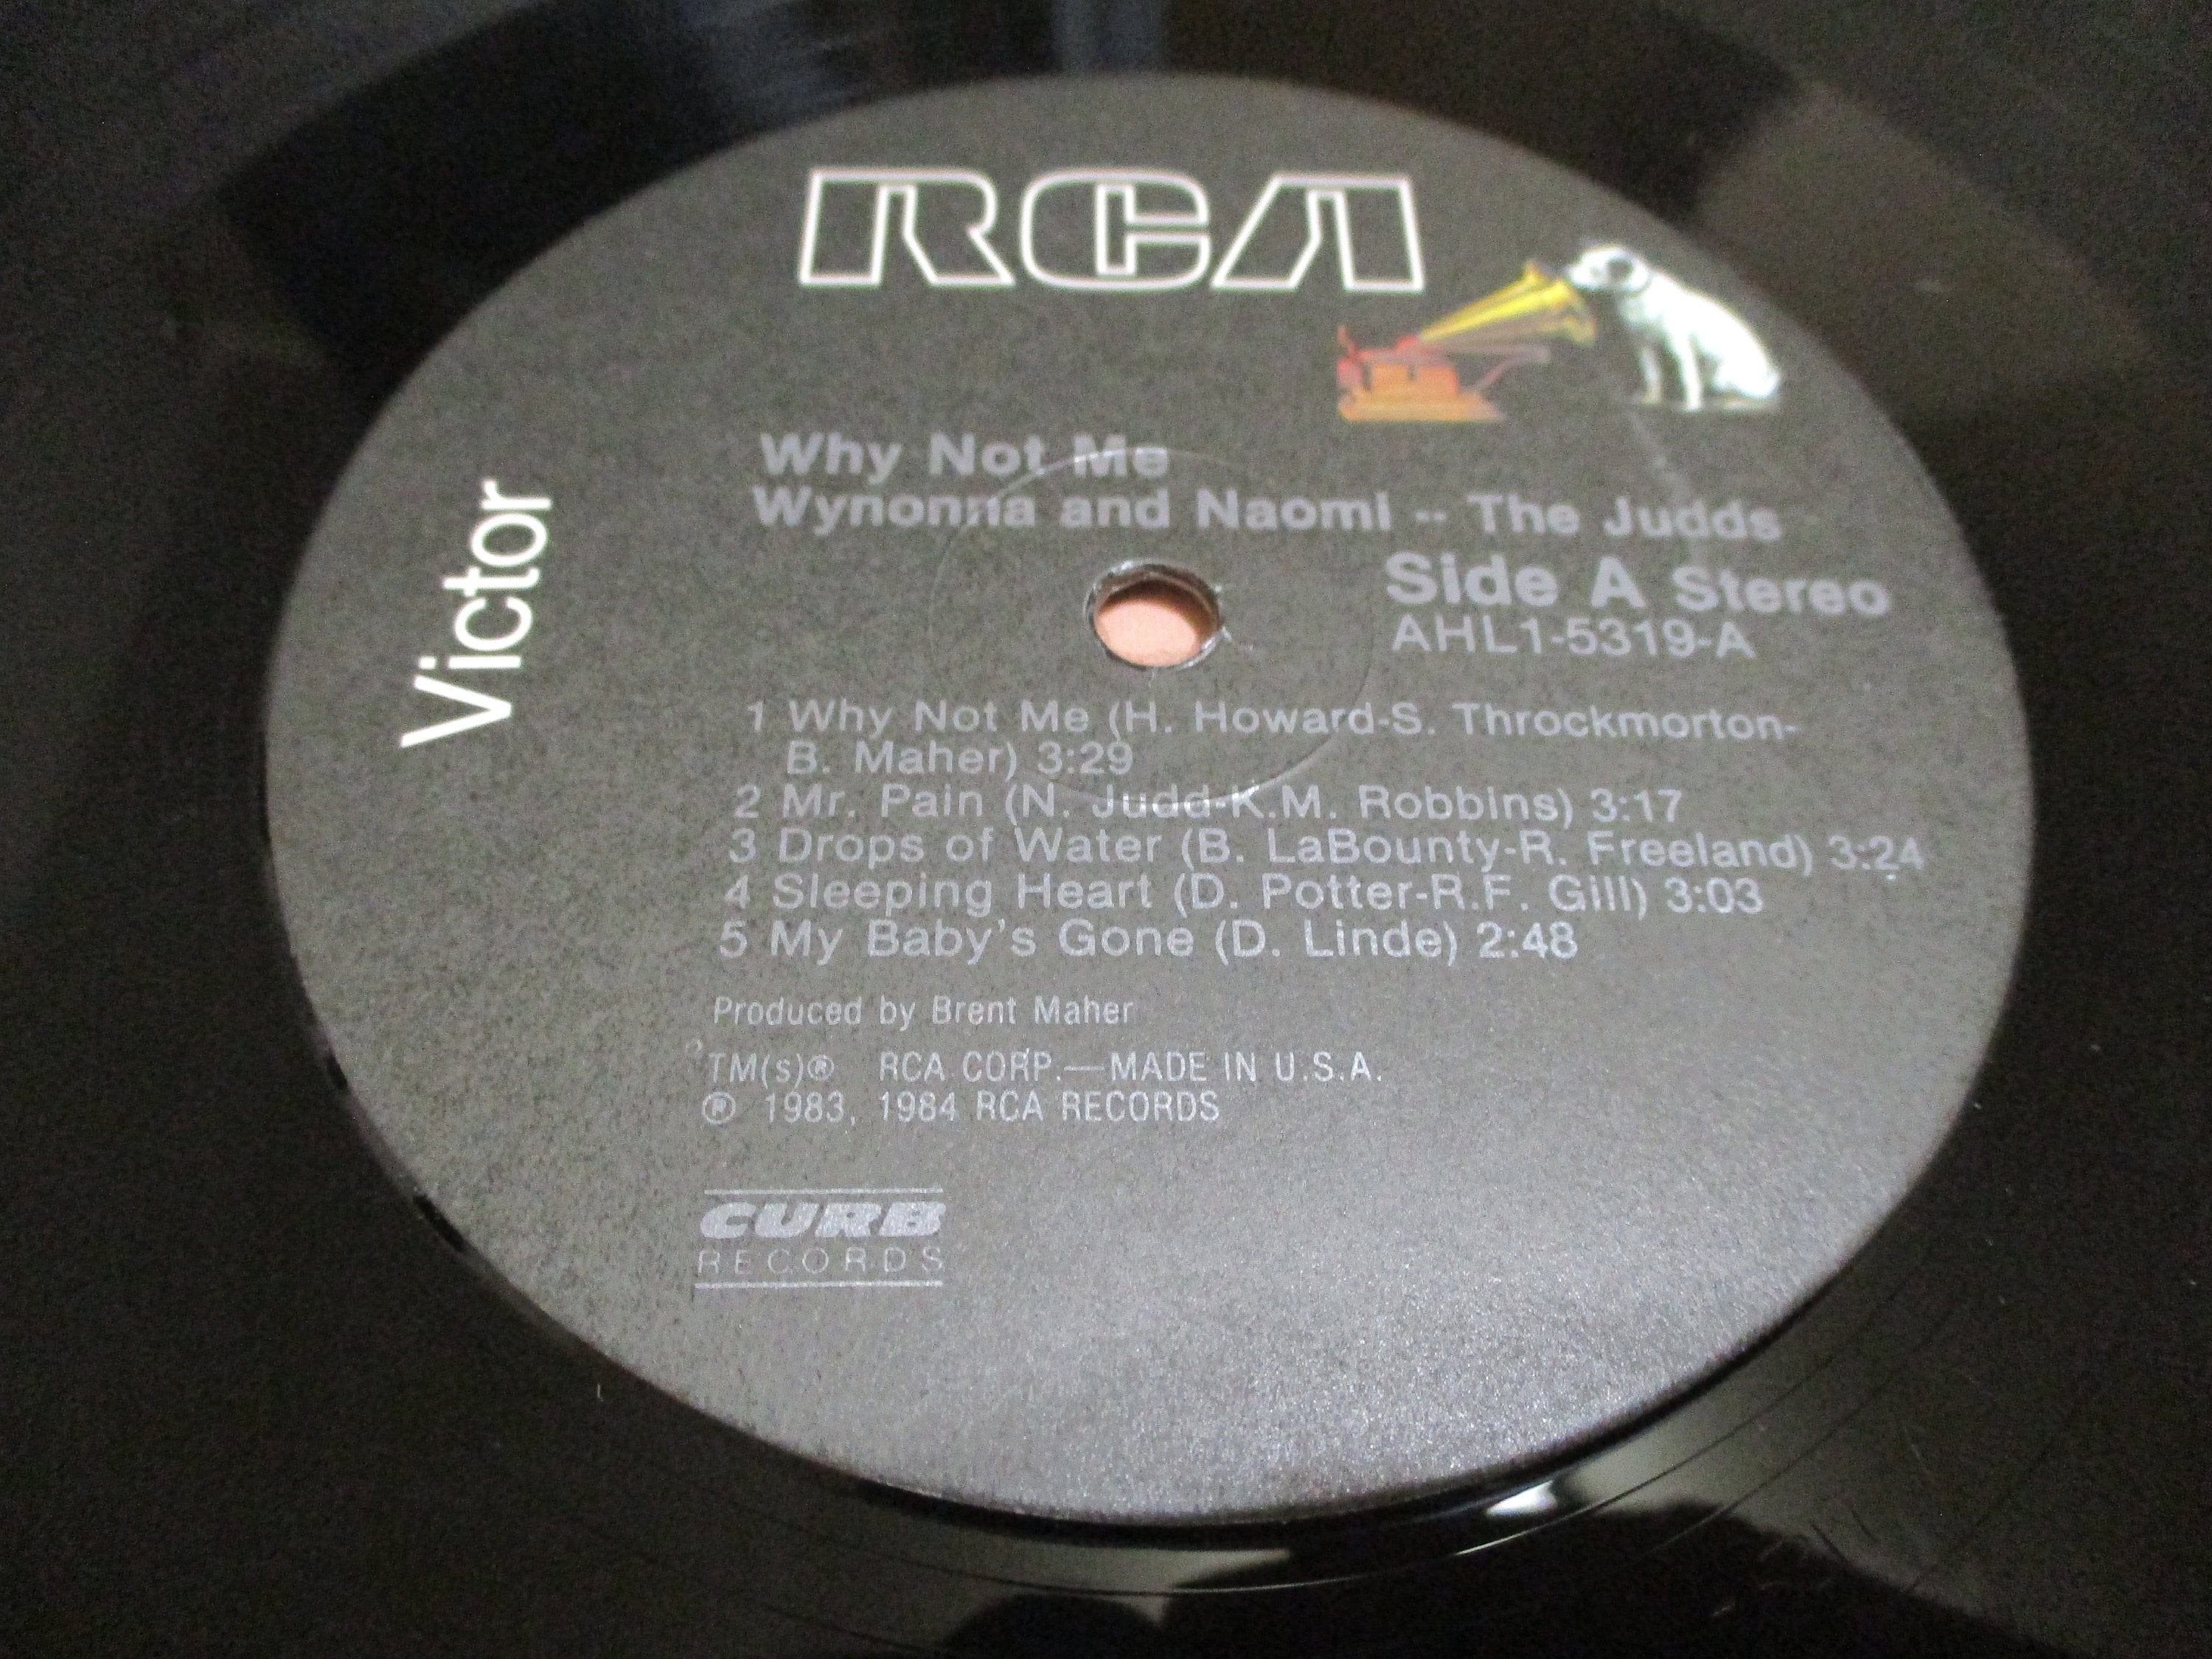 RCA
Victor
Why Not Me
Wynonna and Naomi -- The Judds
Side A Stereo
AHL1-5319-A
1 Why Not Me (H. Howard-S. Throckmorton-
B. Maher) 3:29
2 Mr. Pain (N. Judd-K.M. Robbins) 3:17
3 Drops of Water (B. LaBounty-R. Freeland) 3:24
4 Sleeping Heart (D. Potter-R.F. Gill) 3:03
5 My Baby's Gone (D. Linde) 2:48
Produced by Brent Maher
TM(s)® RCA CORP.—MADE IN U.S.A.
℗ 1983, 1984 RCA RECORDS
CURB
RECORDS